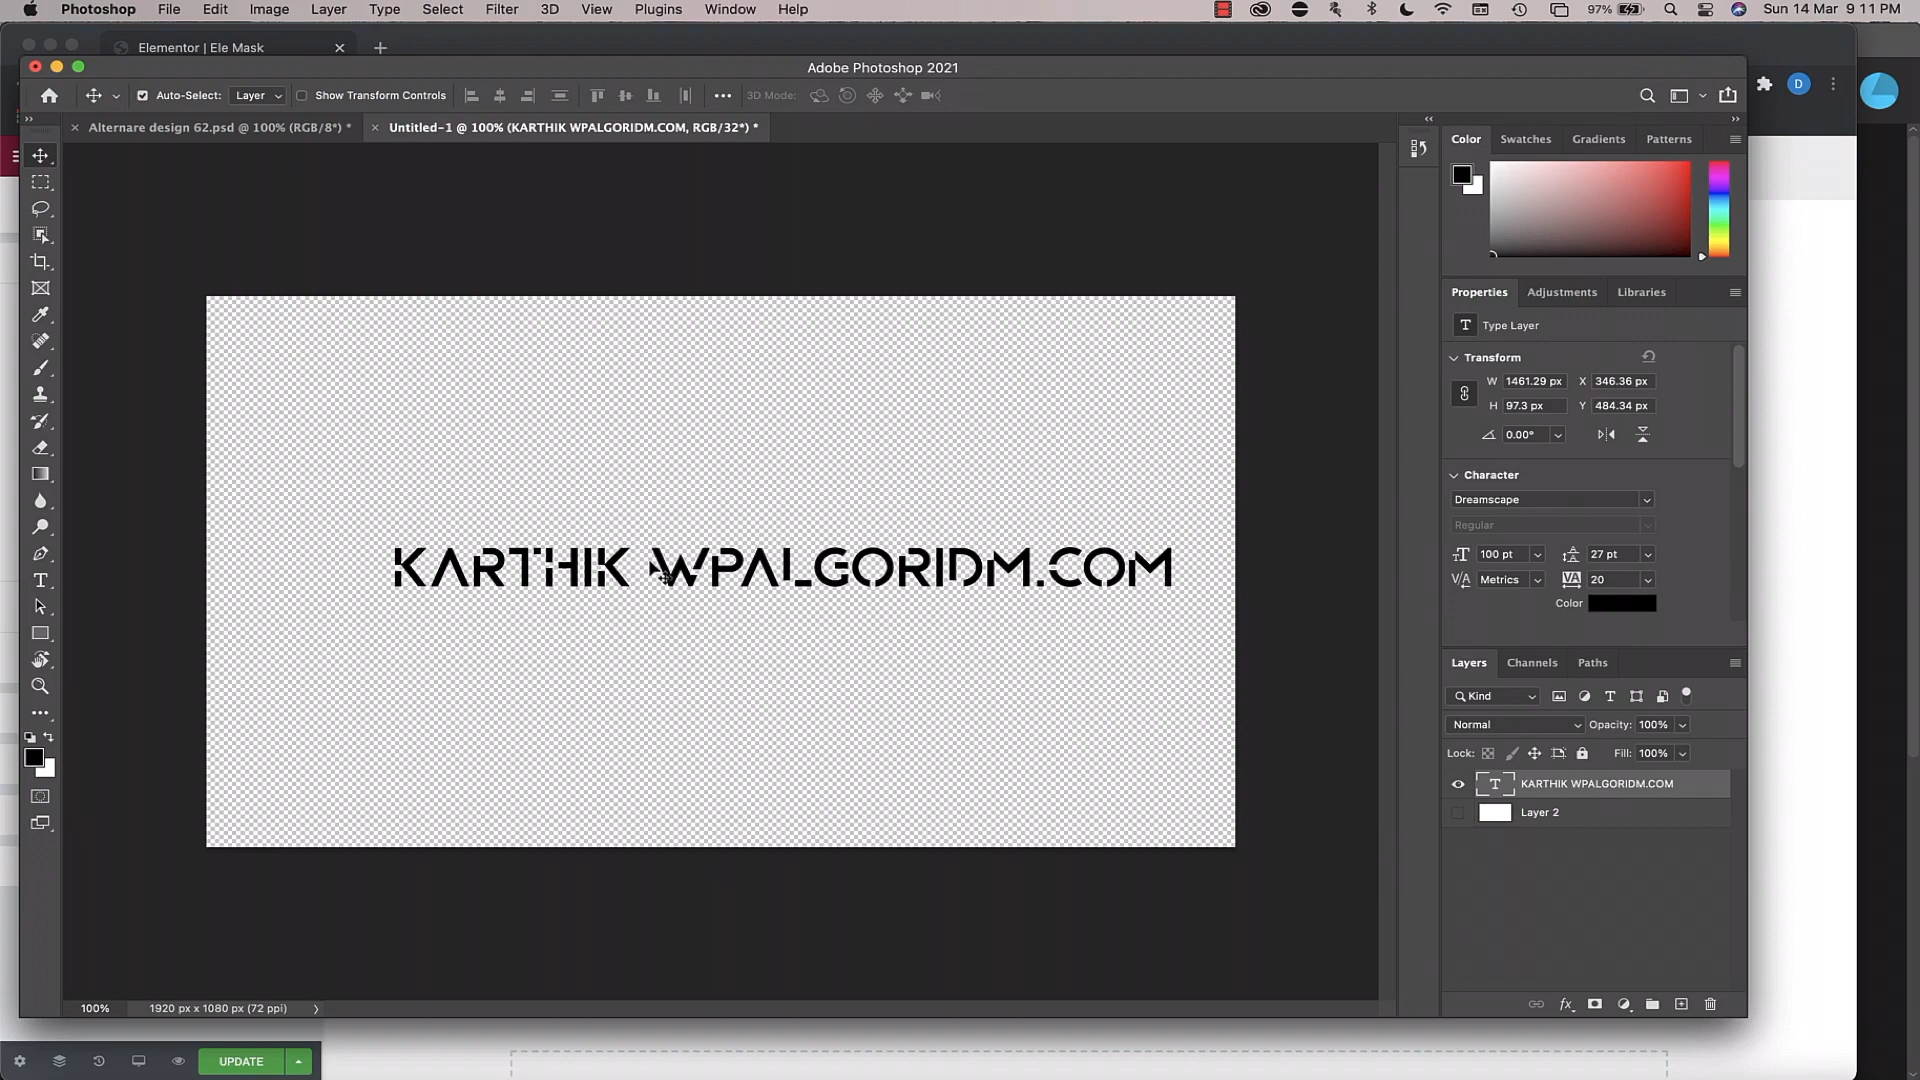 Photoshop File Edit Image Layer Type Select Filter 3D View Plugins Window Help 97% Sun 14 Mar 9 11 PM
Elementor | Ele Mask
Adobe Photoshop 2021
D
Auto-Select: Layer Show Transform Controls 3D Mode:
Alternare design 62.psd @ 100% (RGB/8*) *
Untitled-1 @ 100% (KARTHIK WPALGORIDM.COM, RGB/32*) *
Color Swatches Gradients Patterns
Properties Adjustments Libraries
T Type Layer
Transform
W 1461.29 px X 346.36 px
H 97.3 px Y 484.34 px
0.00°
Character
Dreamscape
Regular
100 pt 27 pt
Metrics 20
Color
KARTHIK WPALGORIDM.COM
Layers Channels Paths
Kind
Normal Opacity: 100%
Lock: Fill: 100%
T KARTHIK WPALGORIDM.COM
Layer 2
fx
100% 1920 px x 1080 px (72 ppi)
UPDATE